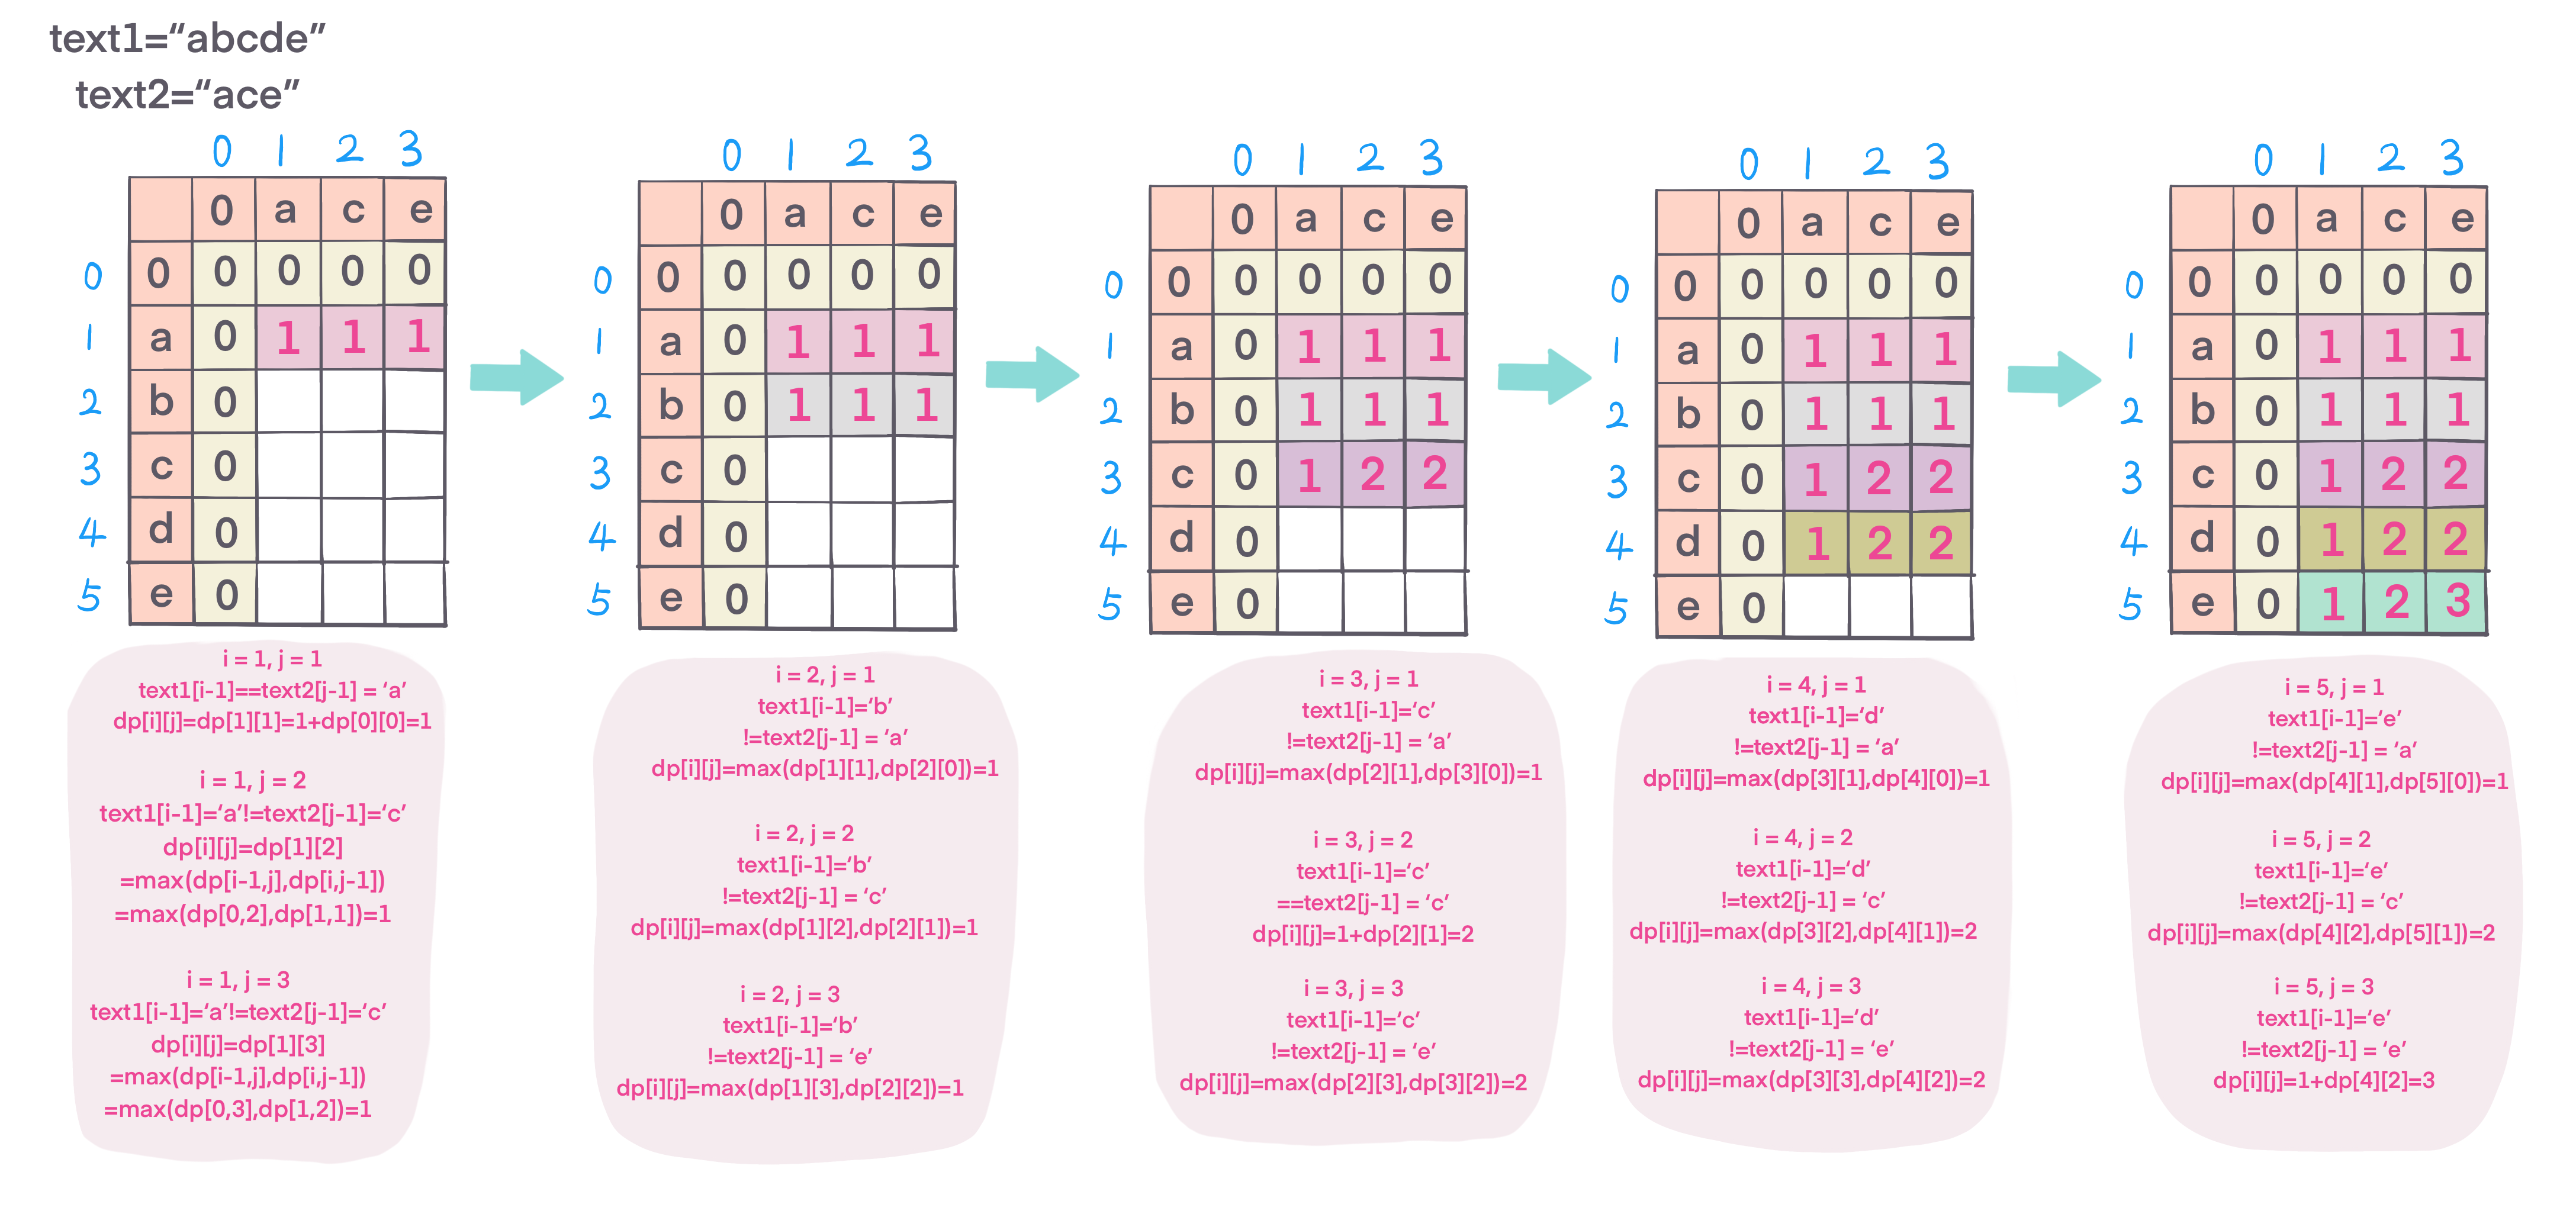 text1=“abcde”
text2=“ace”
0 1 2 3
0 a c e
0 0 0 0 0 0
1 a 0 1 1 1
2 b 0
3 c 0
4 d 0
5 e 0
i = 1, j = 1
text1[i-1]==text2[j-1] = ‘a’
dp[i][j]=dp[1][1]=1+dp[0][0]=1
i = 1, j = 2
text1[i-1]=‘a’!=text2[j-1]=‘c’
dp[i][j]=dp[1][2]
=max(dp[i-1,j],dp[i,j-1])
=max(dp[0,2],dp[1,1])=1
i = 1, j = 3
text1[i-1]=‘a’!=text2[j-1]=‘c’
dp[i][j]=dp[1][3]
=max(dp[i-1,j],dp[i,j-1])
=max(dp[0,3],dp[1,2])=1
0 1 2 3
0 a c e
0 0 0 0 0 0
1 a 0 1 1 1
2 b 0 1 1 1
3 c 0
4 d 0
5 e 0
i = 2, j = 1
text1[i-1]=‘b’
!=text2[j-1] = ‘a’
dp[i][j]=max(dp[1][1],dp[2][0])=1
i = 2, j = 2
text1[i-1]=‘b’
!=text2[j-1] = ‘c’
dp[i][j]=max(dp[1][2],dp[2][1])=1
i = 2, j = 3
text1[i-1]=‘b’
!=text2[j-1] = ‘e’
dp[i][j]=max(dp[1][3],dp[2][2])=1
0 1 2 3
0 a c e
0 0 0 0 0 0
1 a 0 1 1 1
2 b 0 1 1 1
3 c 0 1 2 2
4 d 0
5 e 0
i = 3, j = 1
text1[i-1]=‘c’
!=text2[j-1] = ‘a’
dp[i][j]=max(dp[2][1],dp[3][0])=1
i = 3, j = 2
text1[i-1]=‘c’
==text2[j-1] = ‘c’
dp[i][j]=1+dp[2][1]=2
i = 3, j = 3
text1[i-1]=‘c’
!=text2[j-1] = ‘e’
dp[i][j]=max(dp[2][3],dp[3][2])=2
0 1 2 3
0 a c e
0 0 0 0 0 0
1 a 0 1 1 1
2 b 0 1 1 1
3 c 0 1 2 2
4 d 0 1 2 2
5 e 0
i = 4, j = 1
text1[i-1]=‘d’
!=text2[j-1] = ‘a’
dp[i][j]=max(dp[3][1],dp[4][0])=1
i = 4, j = 2
text1[i-1]=‘d’
!=text2[j-1] = ‘c’
dp[i][j]=max(dp[3][2],dp[4][1])=2
i = 4, j = 3
text1[i-1]=‘d’
!=text2[j-1] = ‘e’
dp[i][j]=max(dp[3][3],dp[4][2])=2
0 1 2 3
0 a c e
0 0 0 0 0 0
1 a 0 1 1 1
2 b 0 1 1 1
3 c 0 1 2 2
4 d 0 1 2 2
5 e 0 1 2 3
i = 5, j = 1
text1[i-1]=‘e’
!=text2[j-1] = ‘a’
dp[i][j]=max(dp[4][1],dp[5][0])=1
i = 5, j = 2
text1[i-1]=‘e’
!=text2[j-1] = ‘c’
dp[i][j]=max(dp[4][2],dp[5][1])=2
i = 5, j = 3
text1[i-1]=‘e’
!=text2[j-1] = ‘e’
dp[i][j]=1+dp[4][2]=3